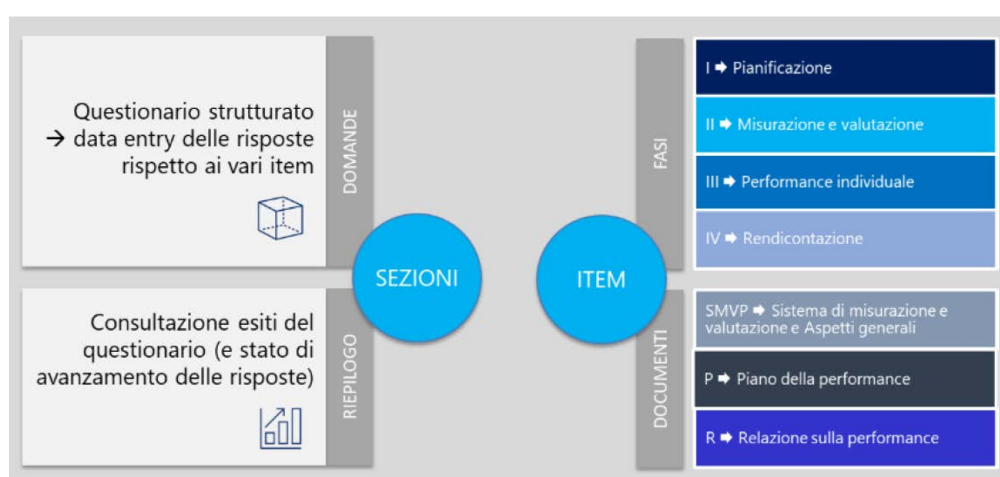 Questionario strutturato
→ data entry delle risposte
rispetto ai vari item
DOMANDE
Consultazione esiti del
questionario (e stato di
avanzamento delle risposte)
RIEPILOGO
SEZIONI
ITEM
FASI
I ➡ Pianificazione
II ➡ Misurazione e valutazione
III ➡ Performance individuale
IV ➡ Rendicontazione
DOCUMENTI
SMVP ➡ Sistema di misurazione e
valutazione e Aspetti generali
P ➡ Piano della performance
R ➡ Relazione sulla performance